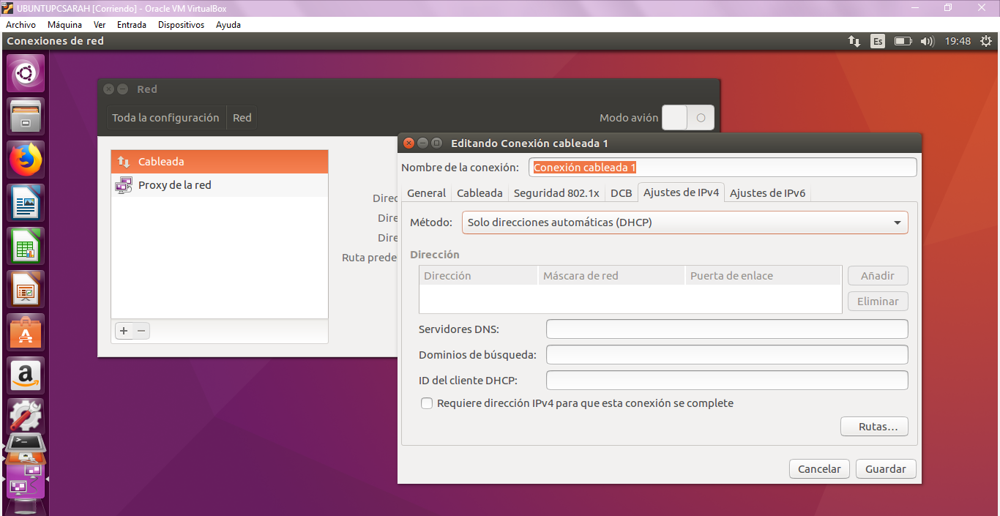 UBUNTUPCSARAH [Corriendo] - Oracle VM VirtualBox
Archivo Máquina Ver Entrada Dispositivos Ayuda
Conexiones de red Es 19:48
Red
Toda la configuración Red Modo avión
Cableada
Proxy de la red
Direc
Dire
Dire
Ruta prede
Editando Conexión cableada 1
Nombre de la conexión: Conexión cableada 1
General Cableada Seguridad 802.1x DCB Ajustes de IPv4 Ajustes de IPv6
Método: Solo direcciones automáticas (DHCP)
Dirección
Dirección Máscara de red Puerta de enlace Añadir
Eliminar
Servidores DNS:
Dominios de búsqueda:
ID del cliente DHCP:
Requiere dirección IPv4 para que esta conexión se complete
Rutas...
Cancelar Guardar